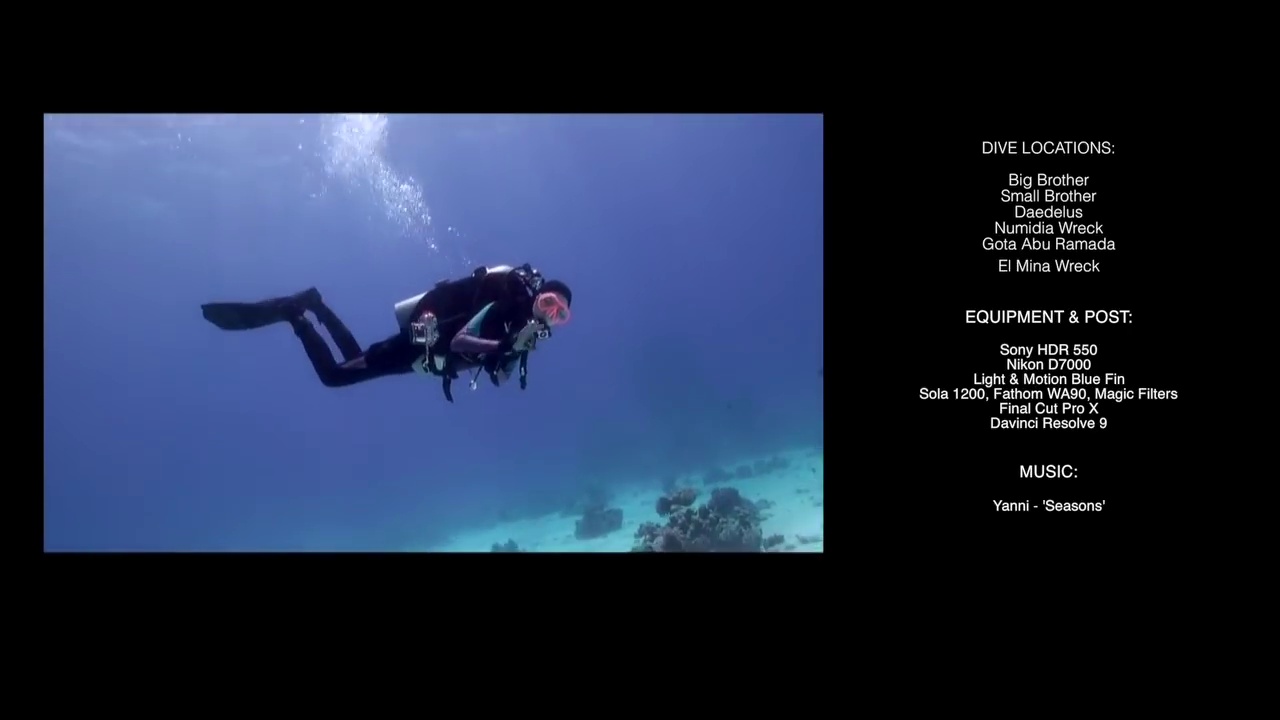 DIVE LOCATIONS:
Big Brother
Small Brother
Daedelus
Numidia Wreck
Gota Abu Ramada
El Mina Wreck
EQUIPMENT & POST:
Sony HDR 550
Nikon D7000
Light & Motion Blue Fin
Sola 1200, Fathom WA90, Magic Filters
Final Cut Pro X
Davinci Resolve 9
MUSIC:
Yanni - 'Seasons'